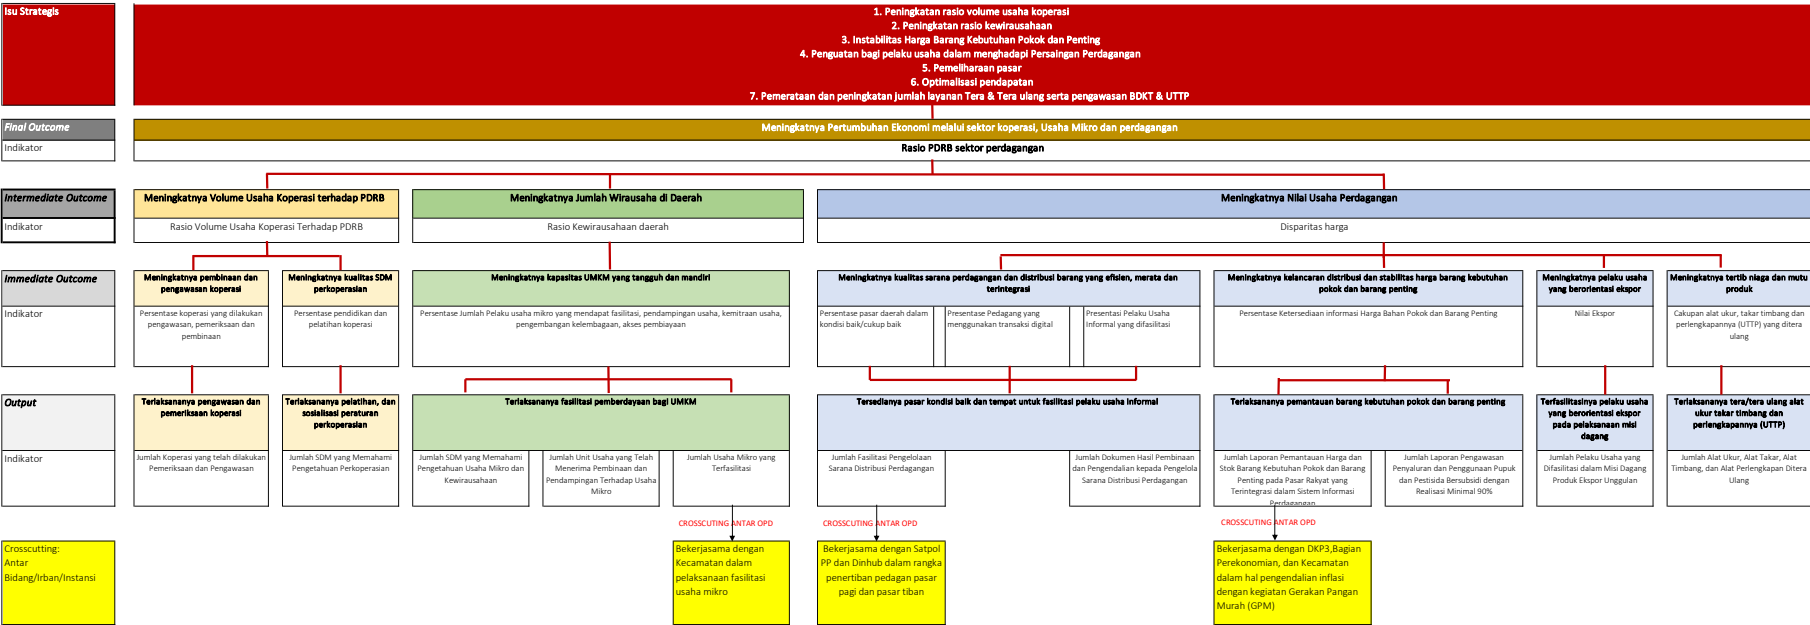 Isu Strategis
1. Peningkatan rasio volume usaha koperasi
2. Peningkatan rasio kewirausahaan
3. Instabilitas Harga Barang Kebutuhan Pokok dan Penting
4. Penguatan bagi pelaku usaha dalam menghadapi Persaingan Perdagangan
5. Pemeliharaan pasar
6. Optimalisasi pendapatan
7. Pemerataan dan peningkatan jumlah layanan Tera & Tera ulang serta pengawasan BDKT & UTTP
Final Outcome
Meningkatnya Pertumbuhan Ekonomi melalui sektor koperasi, Usaha Mikro dan perdagangan
Indikator
Rasio PDRB sektor perdagangan
Intermediate Outcome
Meningkatnya Volume Usaha Koperasi terhadap PDRB
Meningkatnya Jumlah Wirausaha di Daerah
Meningkatnya Nilai Usaha Perdagangan
Indikator
Rasio Volume Usaha Koperasi Terhadap PDRB
Rasio Kewirausahaan daerah
Disparitas harga
Immediate Outcome
Meningkatnya pembinaan dan
pengawasan koperasi
Meningkatnya kualitas SDM
perkoperasian
Meningkatnya kapasitas UMKM yang tangguh dan mandiri
Meningkatnya kualitas sarana perdagangan dan distribusi barang yang efisien, merata dan
terintegrasi
Meningkatnya kelancaran distribusi dan stabilitas harga barang kebutuhan
pokok dan barang penting
Meningkatnya pelaku usaha
yang berorientasi ekspor
Meningkatnya tertib niaga dan mutu
produk
Indikator
Persentase koperasi yang dilakukan
pengawasan, pemeriksaan dan
pembinaan
Persentase pendidikan dan
pelatihan koperasi
Persentase Jumlah Pelaku usaha mikro yang mendapat fasilitasi, pendampingan usaha, kemitraan usaha,
pengembangan kelembagaan, akses pembiayaan
Persentase pasar daerah dalam
kondisi baik/cukup baik
Presentase Pedagang yang
menggunakan transaksi digital
Presentasi Pelaku Usaha
Informal yang difasilitasi
Persentase Ketersediaan informasi Harga Bahan Pokok dan Barang Penting
Nilai Ekspor
Cakupan alat ukur, takar timbang dan
perlengkapannya (UTTP) yang ditera
ulang
Output
Terlaksananya pengawasan dan
pemeriksaan koperasi
Terlaksananya pelatihan, dan
sosialisasi peraturan
perkoperasian
Terlaksananya fasilitasi pemberdayaan bagi UMKM
Tersedianya pasar kondisi baik dan tempat untuk fasilitasi pelaku usaha informal
Terlaksananya pemantauan barang kebutuhan pokok dan barang penting
Terfasilitasinya pelaku usaha
yang berorientasi ekspor
pada pelaksanaan misi
dagang
Terlaksananya tera/tera ulang alat
ukur takar timbang dan
perlengkapannya (UTTP)
Indikator
Jumlah Koperasi yang telah dilakukan
Pemeriksaan dan Pengawasan
Jumlah SDM yang Memahami
Pengetahuan Perkoperasian
Jumlah SDM yang Memahami
Pengetahuan Usaha Mikro dan
Kewirausahaan
Jumlah Unit Usaha yang Telah
Menerima Pembinaan dan
Pendampingan Terhadap Usaha
Mikro
Jumlah Usaha Mikro yang
Terfasilitasi
Jumlah Fasilitas Pengelolaan
Sarana Distribusi Perdagangan
Jumlah Dokumen Hasil Pembinaan
dan Pengendalian kepada Pengelola
Sarana Distribusi Perdagangan
Jumlah Laporan Pemantauan Harga dan
Stok Barang Kebutuhan Pokok dan Barang
Penting pada Pasar Rakyat yang
Terintegrasi dalam Sistem Informasi
Perdagangan
Jumlah Laporan Pengawasan
Penyaluran dan Penggunaan Pupuk
dan Pestisida Bersubsidi dengan
Realisasi Minimal 90%
Jumlah Pelaku Usaha yang
Difasilitasi dalam Misi Dagang
Produk Ekspor Unggulan
Jumlah Alat Ukur, Alat Takar, Alat
Timbang, dan Alat Perlengkapan Ditera
Ulang
CROSSCUTING ANTAR OPD
CROSSCUTING ANTAR OPD
CROSSCUTING ANTAR OPD
Crosscutting:
Antar
Bidang/Irban/Instansi
Bekerjasama dengan
Kecamatan dalam
pelaksanaan fasilitasi
usaha mikro
Bekerjasama dengan Satpol
PP dan Dinhub dalam rangka
penertiban pedagan pasar
pagi dan pasar tiban
Bekerjasama dengan DKP3,Bagian
Perekonomian, dan Kecamatan
dalam hal pengendalian inflasi
dengan kegiatan Gerakan Pangan
Murah (GPM)